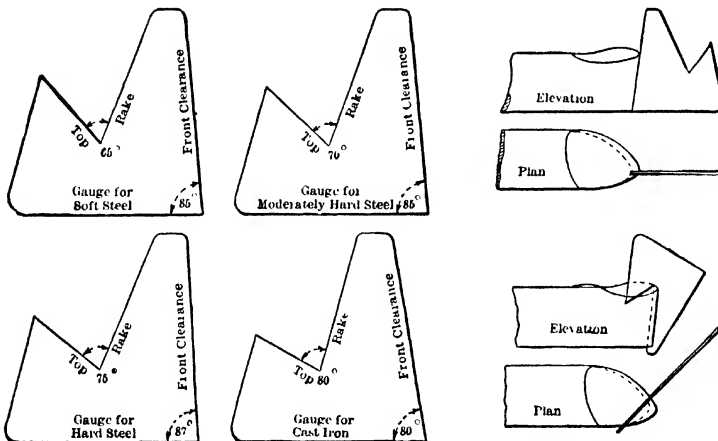 Top
Rake
65°
Front Clearance
Gauge for
Soft Steel
85°
Top
Rake
70°
Front Clearance
Gauge for
Moderately Hard Steel
85°
Elevation
Plan
Top
Rake
75°
Front Clearance
Gauge for
Hard Steel
87°
Top
Rake
80°
Front Clearance
Gauge for
Cast Iron
80°
Elevation
Plan